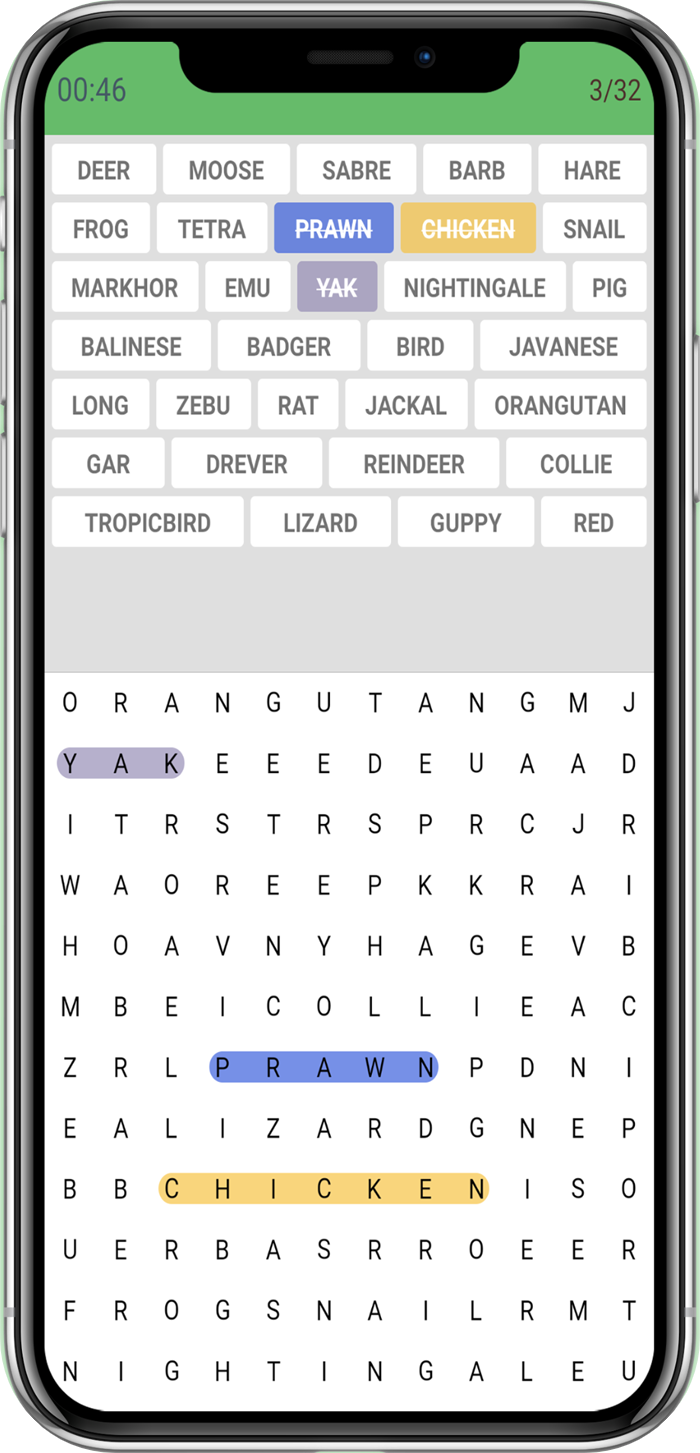 00:46 3/32
DEER MOOSE SABRE BARB HARE
FROG TETRA PRAWN CHICKEN SNAIL
MARKHOR EMU YAK NIGHTINGALE PIG
BALINESE BADGER BIRD JAVANESE
LONG ZEBU RAT JACKAL ORANGUTAN
GAR DREVER REINDEER COLLIE
TROPICBIRD LIZARD GUPPY RED
O R A N G U T A N G M J
Y A K E E E D E U A A D
I T R S T R S P R C J R
W A O R E E P K K R A I
H O A V N Y H A G E V B
M B E I C O L L I E A C
Z R L P R A W N P D N I
E A L I Z A R D G N E P
B B C H I C K E N I S O
U E R B A S R R O E E R
F R O G S N A I L R M T
N I G H T I N G A L E U